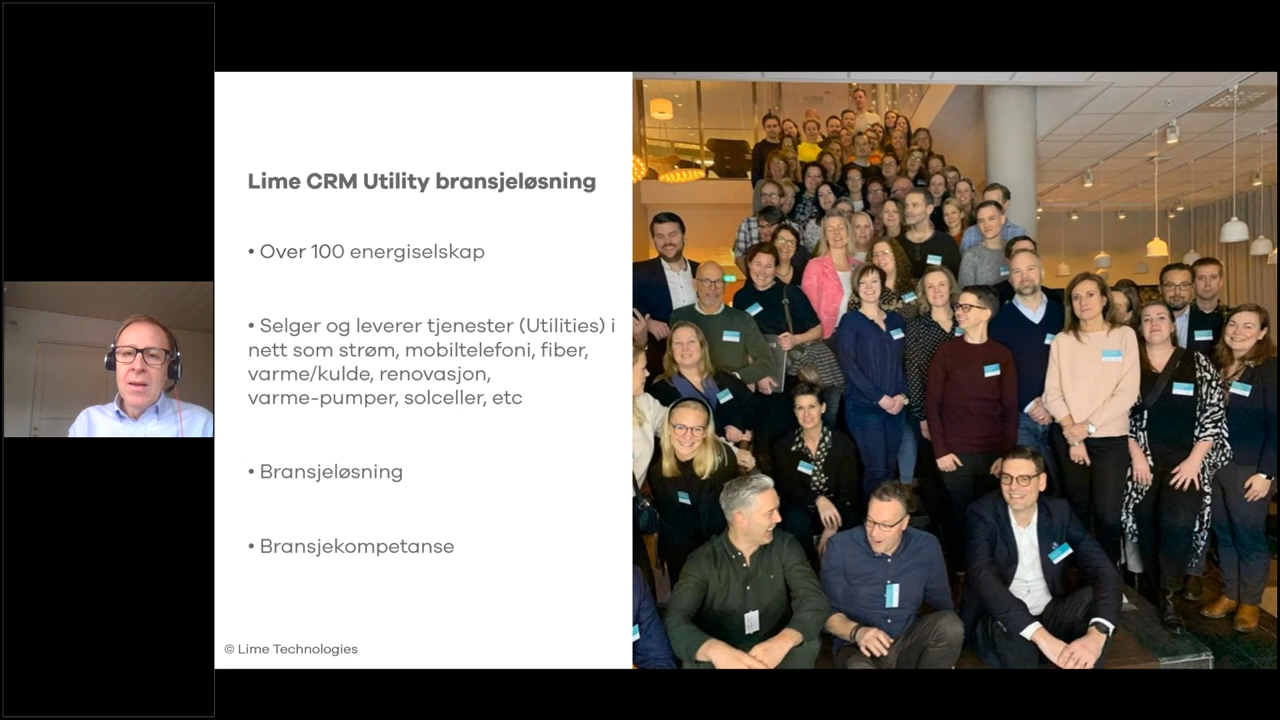 Lime CRM Utility bransjeløsning
• Over 100 energiselskap
• Selger og leverer tjenester (Utilities) i
nett som strøm, mobiltelefoni, fiber,
varme/kulde, renovasjon,
varme-pumper, solceller, etc
• Bransjeløsning
• Bransjekompetanse
© Lime Technologies